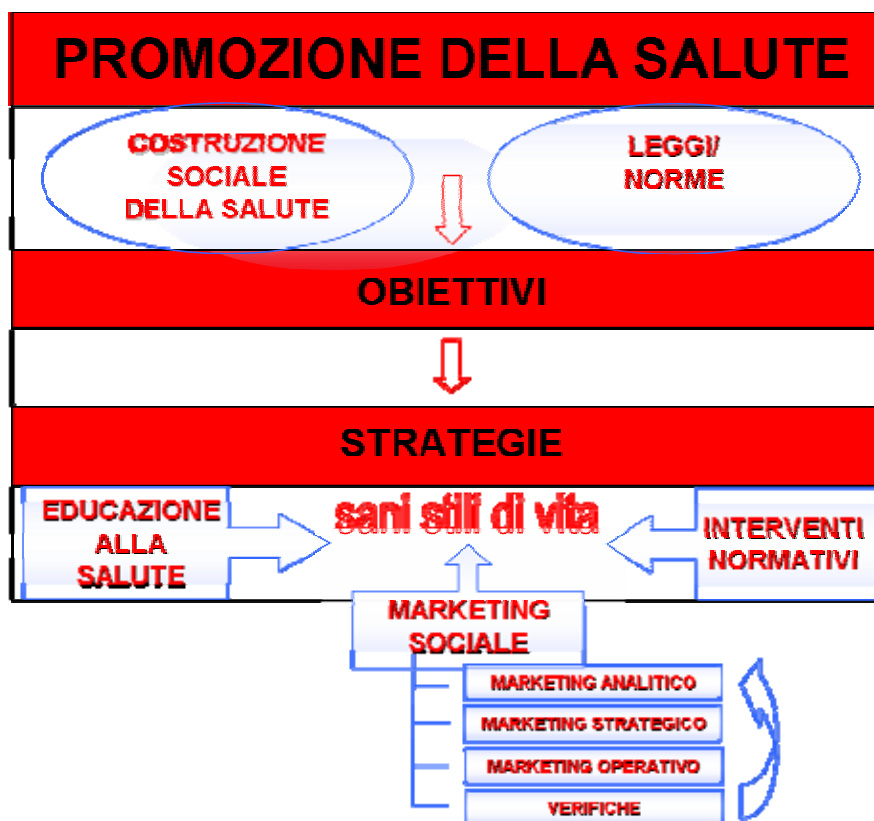 PROMOZIONE DELLA SALUTE
COSTRUZIONE
SOCIALE
DELLA SALUTE
LEGGI/
NORME
OBIETTIVI
STRATEGIE
EDUCAZIONE
ALLA
SALUTE
sani stili di vita
INTERVENTI
NORMATIVI
MARKETING
SOCIALE
MARKETING ANALITICO
MARKETING STRATEGICO
MARKETING OPERATIVO
VERIFICHE